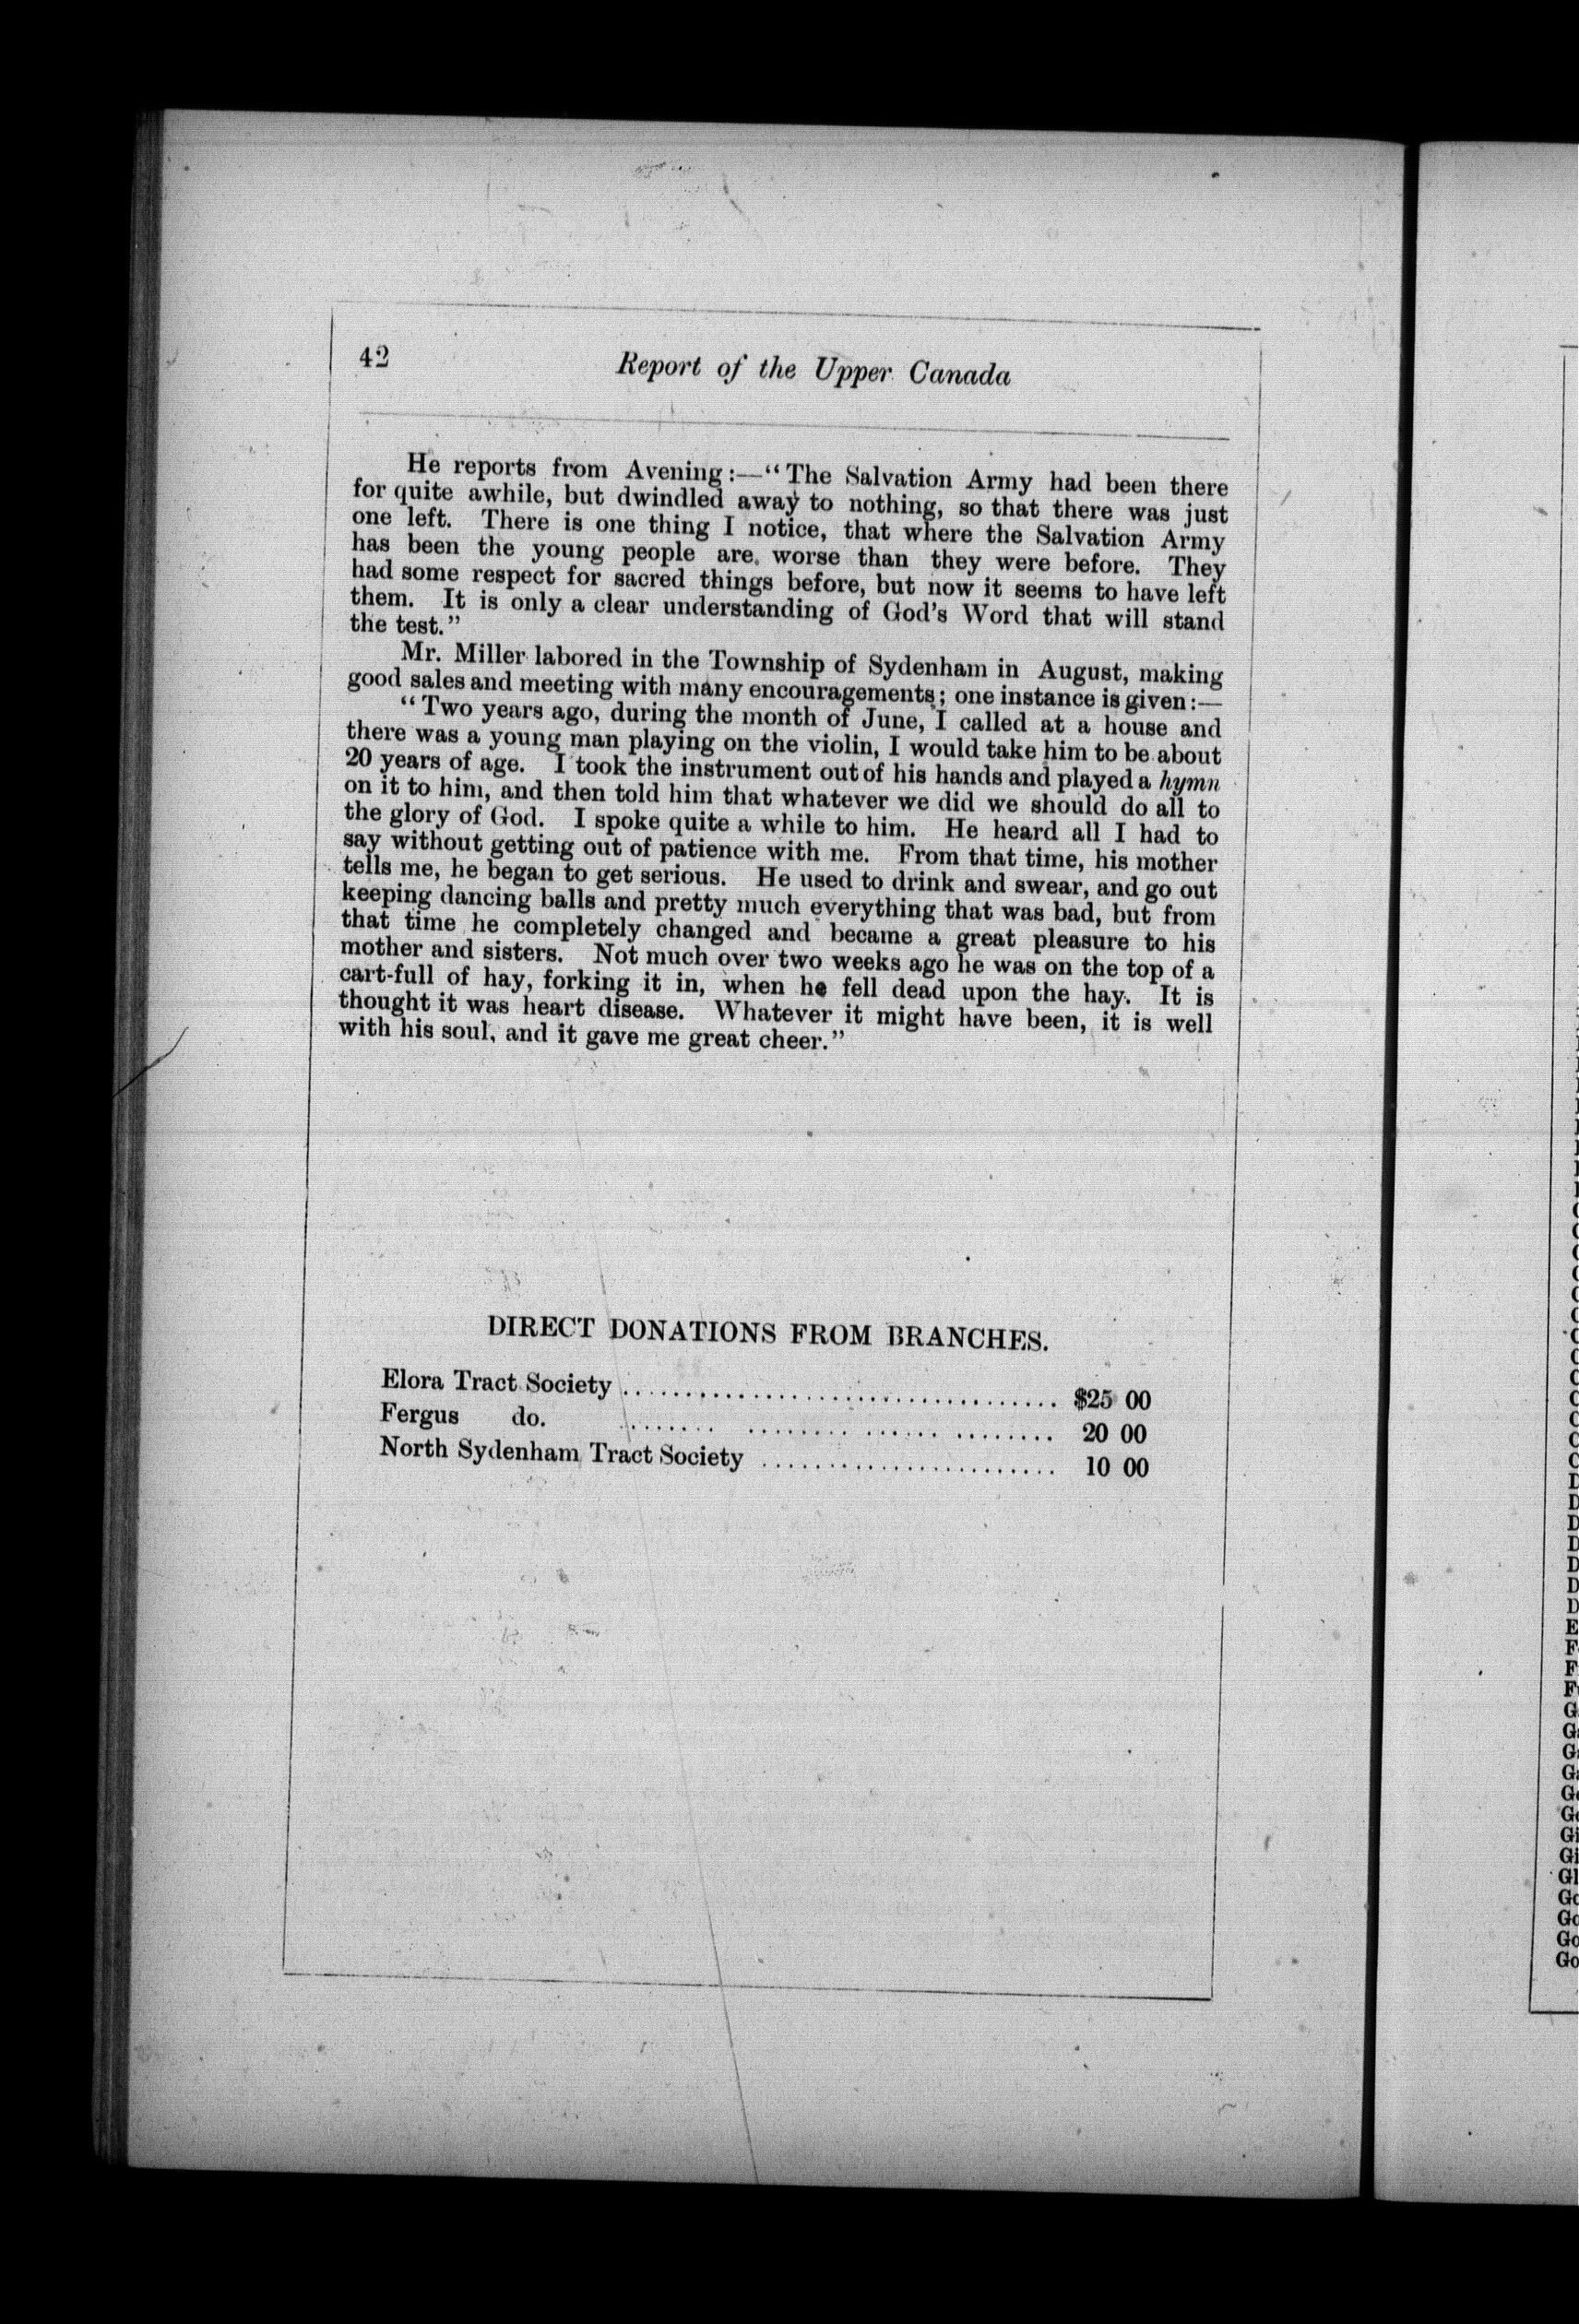 42
Report of the Upper Canada
He reports from Avening:—“The Salvation Army had been there
for quite awhile, but dwindled away to nothing, so that there was just
one left. There is one thing I notice, that where the Salvation Army
has been the young people are worse than they were before. They
had some respect for sacred things before, but now it seems to have left
them. It is only a clear understanding of God’s Word that will stand
the test.”
Mr. Miller labored in the Township of Sydenham in August, making
good sales and meeting with many encouragements; one instance is given:—
“Two years ago, during the month of June, I called at a house and
there was a young man playing on the violin, I would take him to be about
20 years of age. I took the instrument out of his hands and played a hymn
on it to him, and then told him that whatever we did we should do all to
the glory of God. I spoke quite a while to him. He heard all I had to
say without getting out of patience with me. From that time, his mother
tells me, he began to get serious. He used to drink and swear, and go out
keeping dancing balls and pretty much everything that was bad, but from
that time he completely changed and became a great pleasure to his
mother and sisters. Not much over two weeks ago he was on the top of a
cart-full of hay, forking it in, when he fell dead upon the hay. It is
thought it was heart disease. Whatever it might have been, it is well
with his soul, and it gave me great cheer.”
DIRECT DONATIONS FROM BRANCHES.
Elora Tract Society .................................. $25 00
Fergus do. ....... ........ ...... ........ 20 00
North Sydenham Tract Society ....................... 10 00